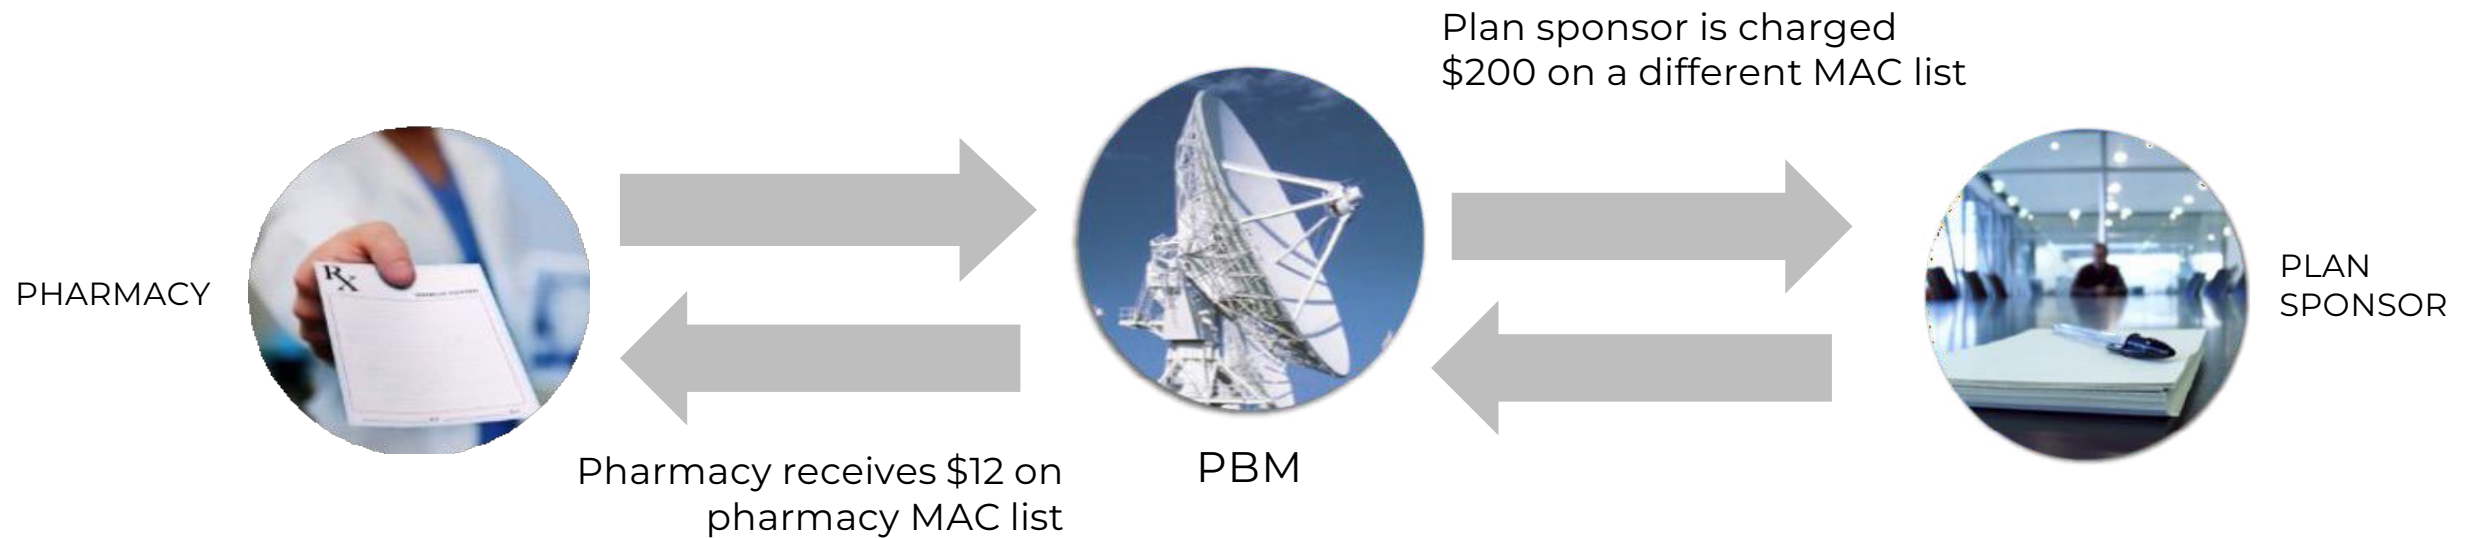 Plan sponsor is charged
$200 on a different MAC list
PHARMACY
Rx
PLAN
SPONSOR
Pharmacy receives $12 on
pharmacy MAC list
PBM